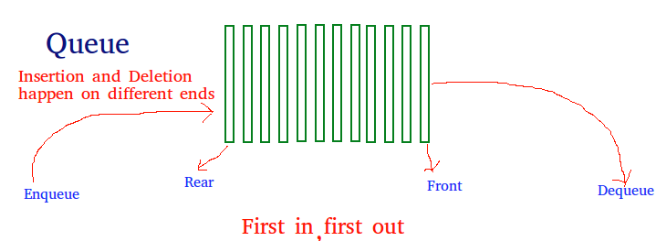 Queue
Insertion and Deletion
happen on different ends
Enqueue
Rear
Front
Dequeue
First in,first out